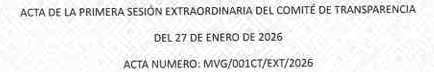 ACTA DE LA PRIMERA SESIÓN EXTRAORDINARIA DEL COMITÉ DE TRANSPARENCIA
DEL 27 DE ENERO DE 2026
ACTA NUMERO: MVG/001CT/EXT/2026